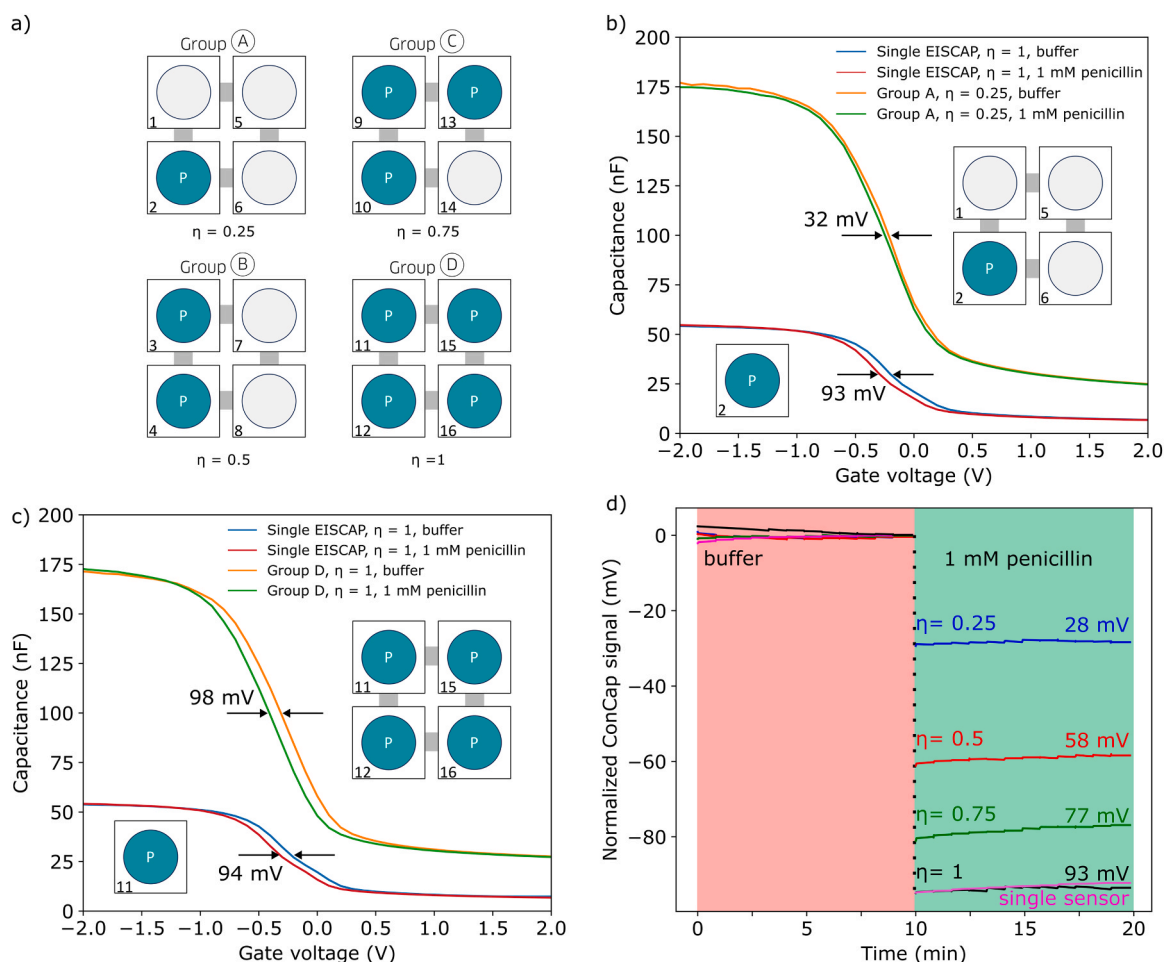 a)
Group A
Group C
P P
1 5 9 13
P P
2 6 10 14
η = 0.25 η = 0.75
Group B
Group D
P P P
3 7 11 15
P P P
4 8 12 16
η = 0.5 η =1
b)
200
175
150
125
100
75
50
25
0
Capacitance (nF)
Single EISCAP, η = 1, buffer
Single EISCAP, η = 1, 1 mM penicillin
Group A, η = 0.25, buffer
Group A, η = 0.25, 1 mM penicillin
32 mV
1 5
P
2 6
P
2
93 mV
−2.0 −1.5 −1.0 −0.5 0.0 0.5 1.0 1.5 2.0
Gate voltage (V)
c)
200
175
150
125
100
75
50
25
0
Capacitance (nF)
Single EISCAP, η = 1, buffer
Single EISCAP, η = 1, 1 mM penicillin
Group D, η = 1, buffer
Group D, η = 1, 1 mM penicillin
98 mV
P P
11 15
P P
12 16
P
11
94 mV
−2.0 −1.5 −1.0 −0.5 0.0 0.5 1.0 1.5 2.0
Gate voltage (V)
d)
0
−20
−40
−60
−80
Normalized ConCap signal (mV)
buffer
1 mM penicillin
η= 0.25 28 mV
η= 0.5 58 mV
η= 0.75 77 mV
η= 1 93 mV
single sensor
0 5 10 15 20
Time (min)